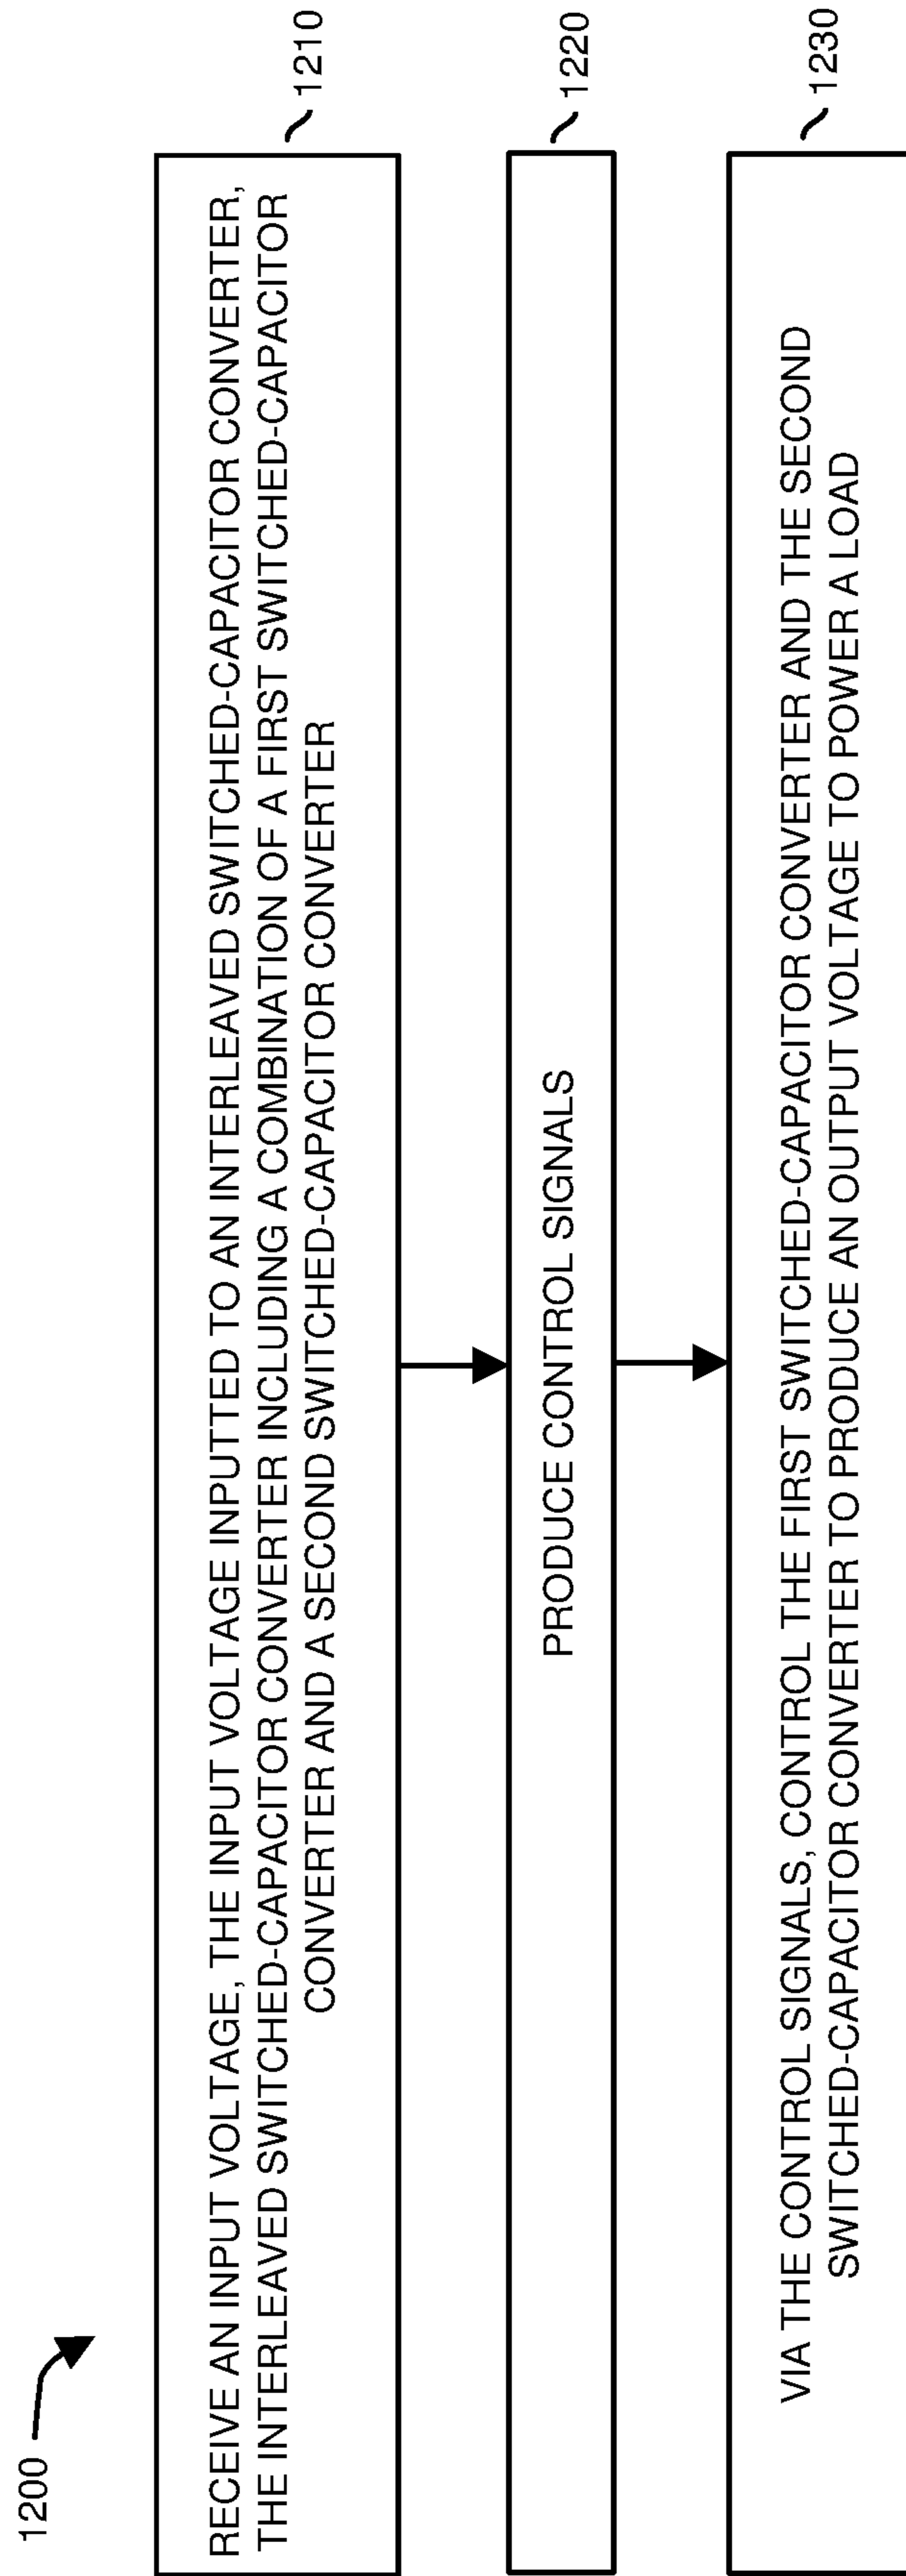 1200
RECEIVE AN INPUT VOLTAGE, THE INPUT VOLTAGE INPUTTED TO AN INTERLEAVED SWITCHED-CAPACITOR CONVERTER,
THE INTERLEAVED SWITCHED-CAPACITOR CONVERTER INCLUDING A COMBINATION OF A FIRST SWITCHED-CAPACITOR
CONVERTER AND A SECOND SWITCHED-CAPACITOR CONVERTER
1210
PRODUCE CONTROL SIGNALS
1220
VIA THE CONTROL SIGNALS, CONTROL THE FIRST SWITCHED-CAPACITOR CONVERTER AND THE SECOND
SWITCHED-CAPACITOR CONVERTER TO PRODUCE AN OUTPUT VOLTAGE TO POWER A LOAD
1230